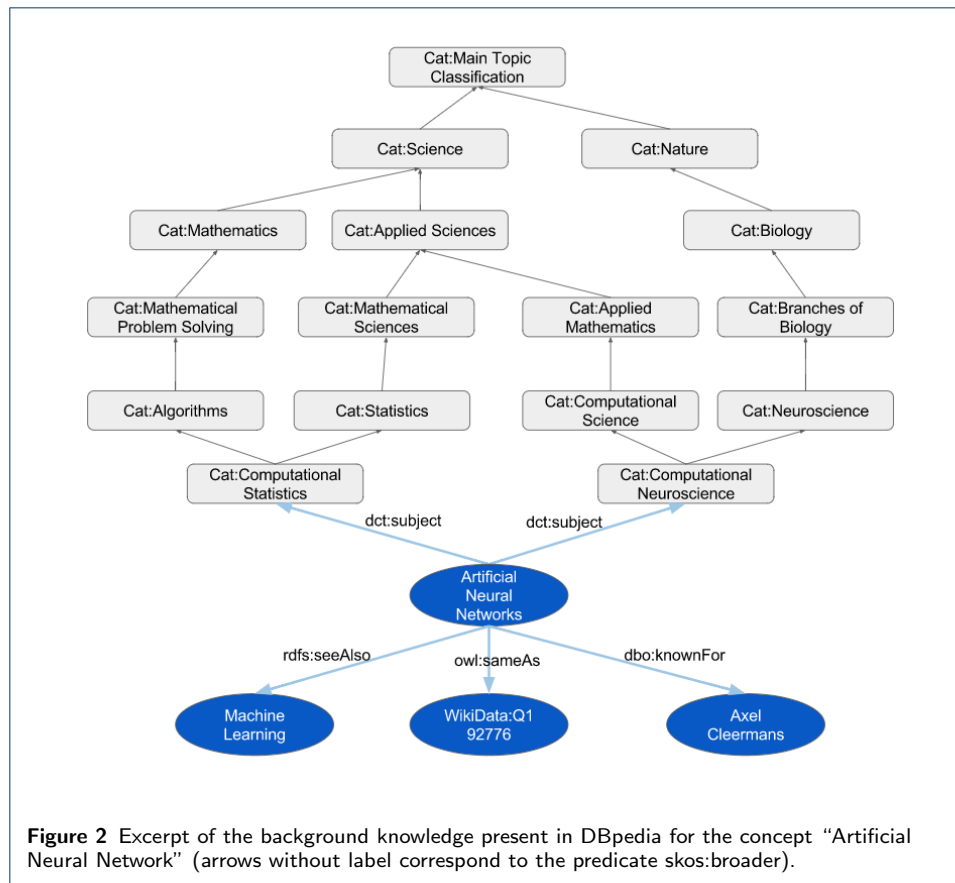 Cat:Main Topic
Classification
Cat:Science
Cat:Nature
Cat:Mathematics
Cat:Applied Sciences
Cat:Biology
Cat:Mathematical
Problem Solving
Cat:Mathematical
Sciences
Cat:Applied
Mathematics
Cat:Branches of
Biology
Cat:Algorithms
Cat:Statistics
Cat:Computational
Science
Cat:Neuroscience
Cat:Computational
Statistics
Cat:Computational
Neuroscience
dct:subject
dct:subject
Artificial
Neural
Networks
rdfs:seeAlso
owl:sameAs
dbo:knownFor
Machine
Learning
WikiData:Q1
92776
Axel
Cleermans
Figure 2 Excerpt of the background knowledge present in DBpedia for the concept “Artificial
Neural Network” (arrows without label correspond to the predicate skos:broader).